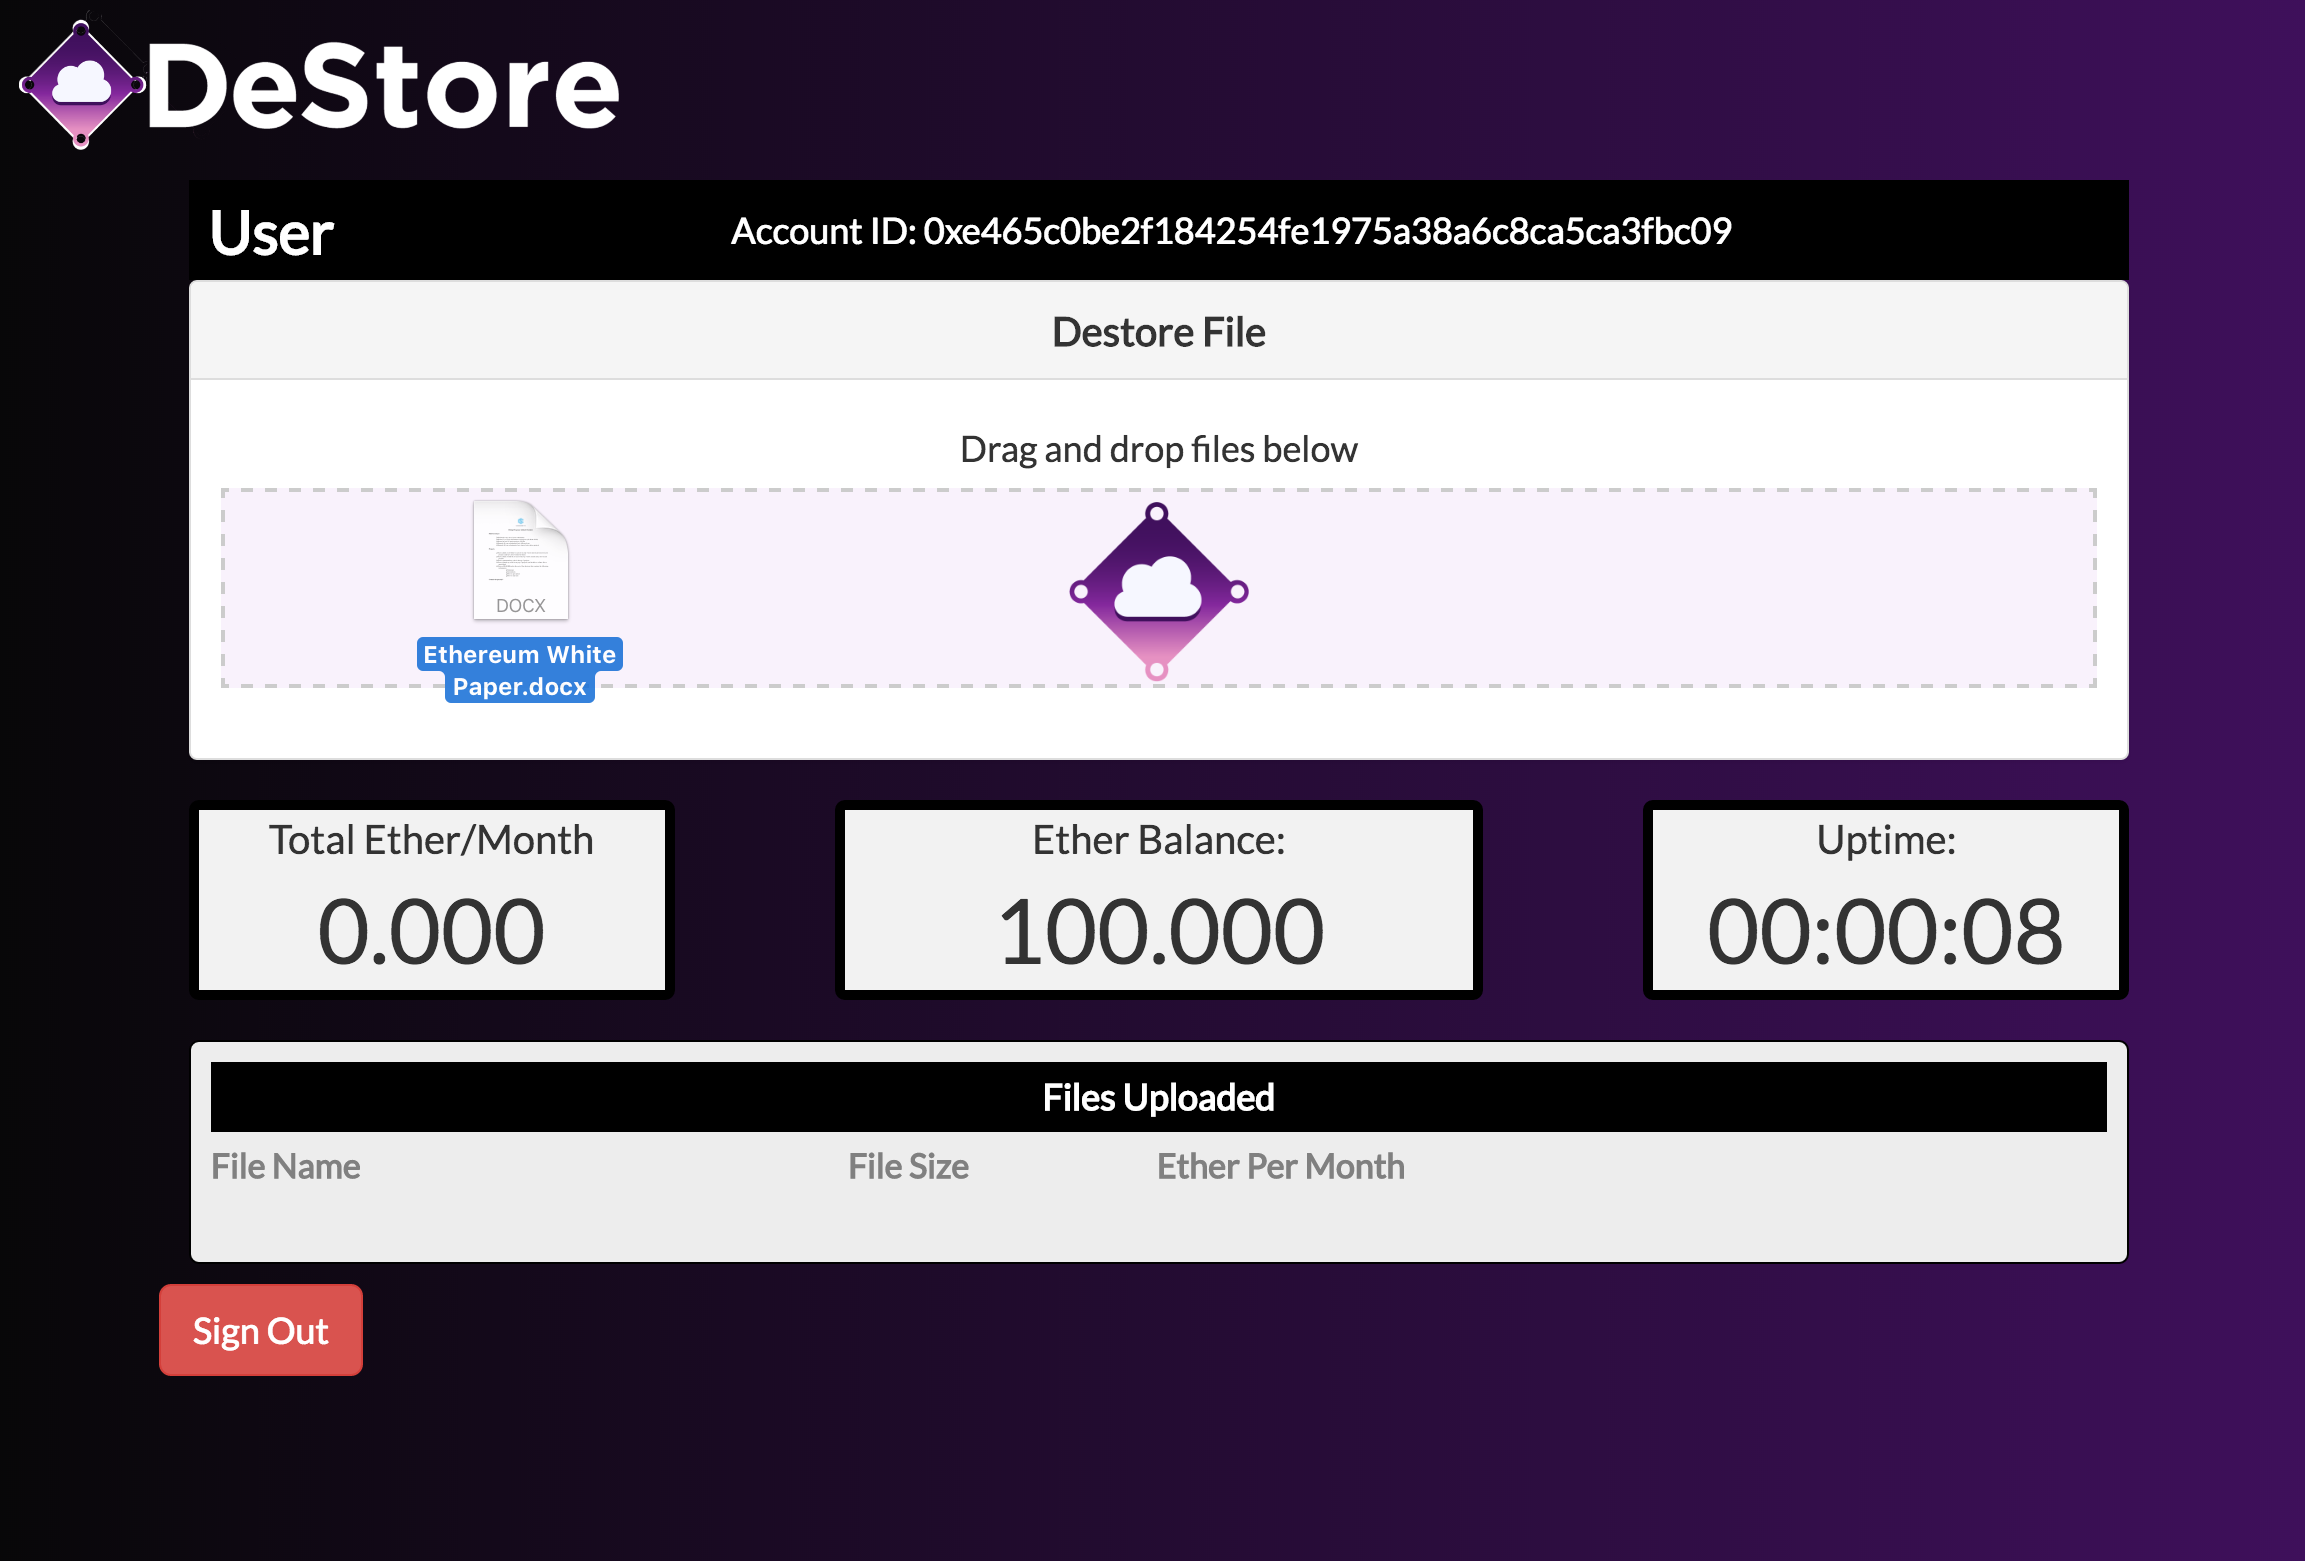 DeStore
User
Account ID: 0xe465c0be2f184254fe1975a38a6c8ca5ca3fbc09
Destore File
Drag and drop files below
DOCX
Ethereum White
Paper.docx
Total Ether/Month
0.000
Ether Balance:
100.000
Uptime:
00:00:08
Files Uploaded
File Name
File Size
Ether Per Month
Sign Out